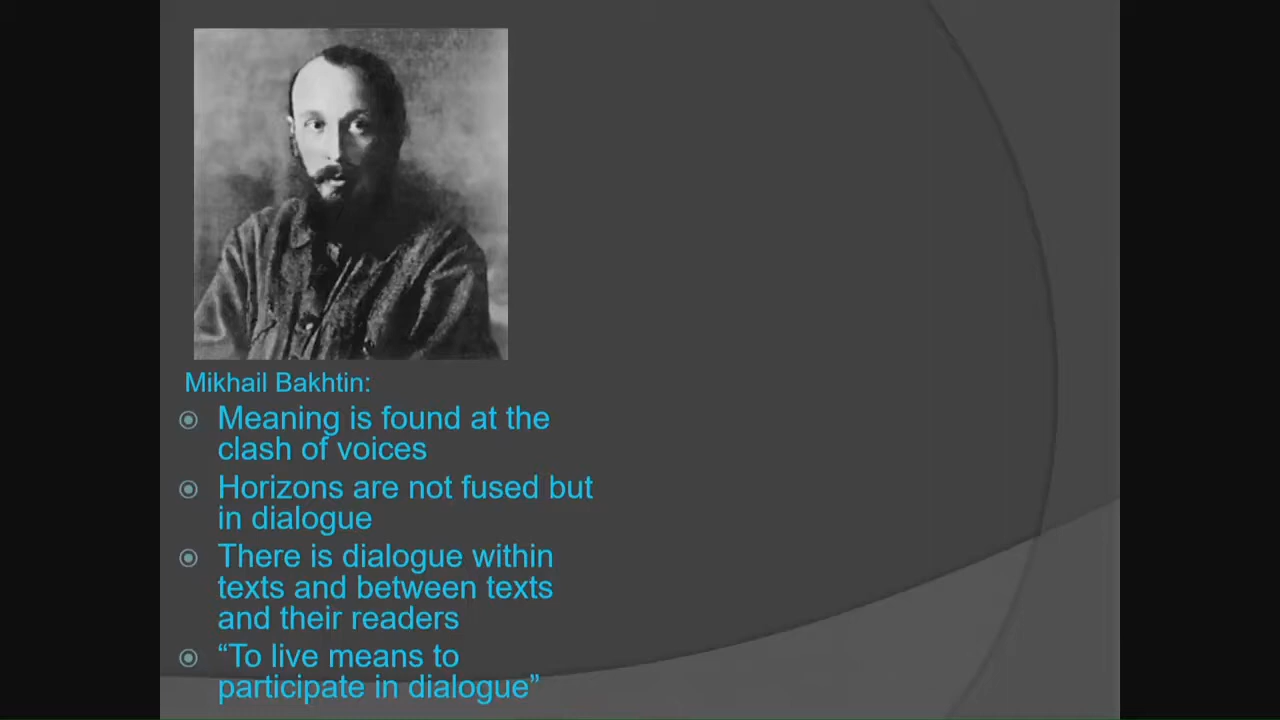 Mikhail Bakhtin:
Meaning is found at the
clash of voices
Horizons are not fused but
in dialogue
There is dialogue within
texts and between texts
and their readers
“To live means to
participate in dialogue”